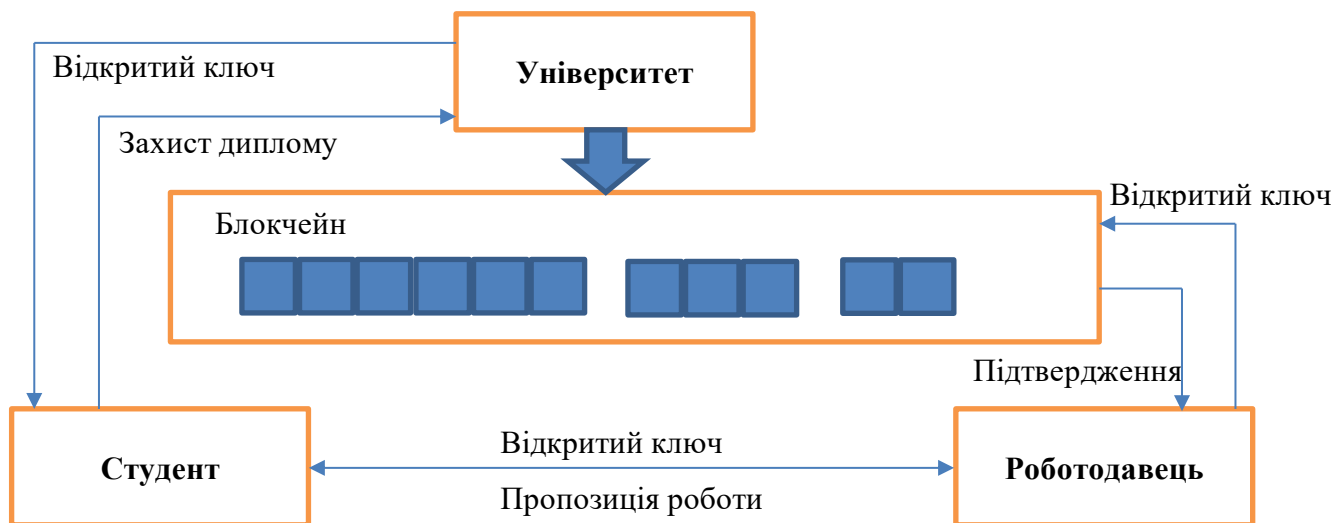 Відкритий ключ
Університет
Захист диплому
Відкритий ключ
Блокчейн
Підтвердження
Студент
Відкритий ключ
Пропозиція роботи
Роботодавець